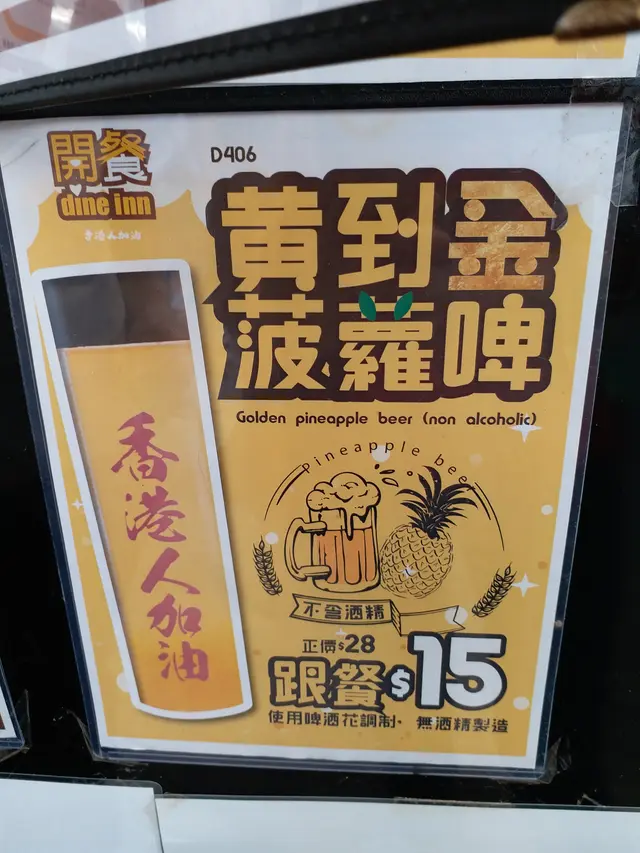 開餐
dine inn
香港人加油
D406
黃到金
菠蘿啤
Golden pineapple beer (non alcoholic)
香港人加油
Pineapple beer
不含酒精
正價$28
跟餐$15
使用啤酒花調制，無酒精製造